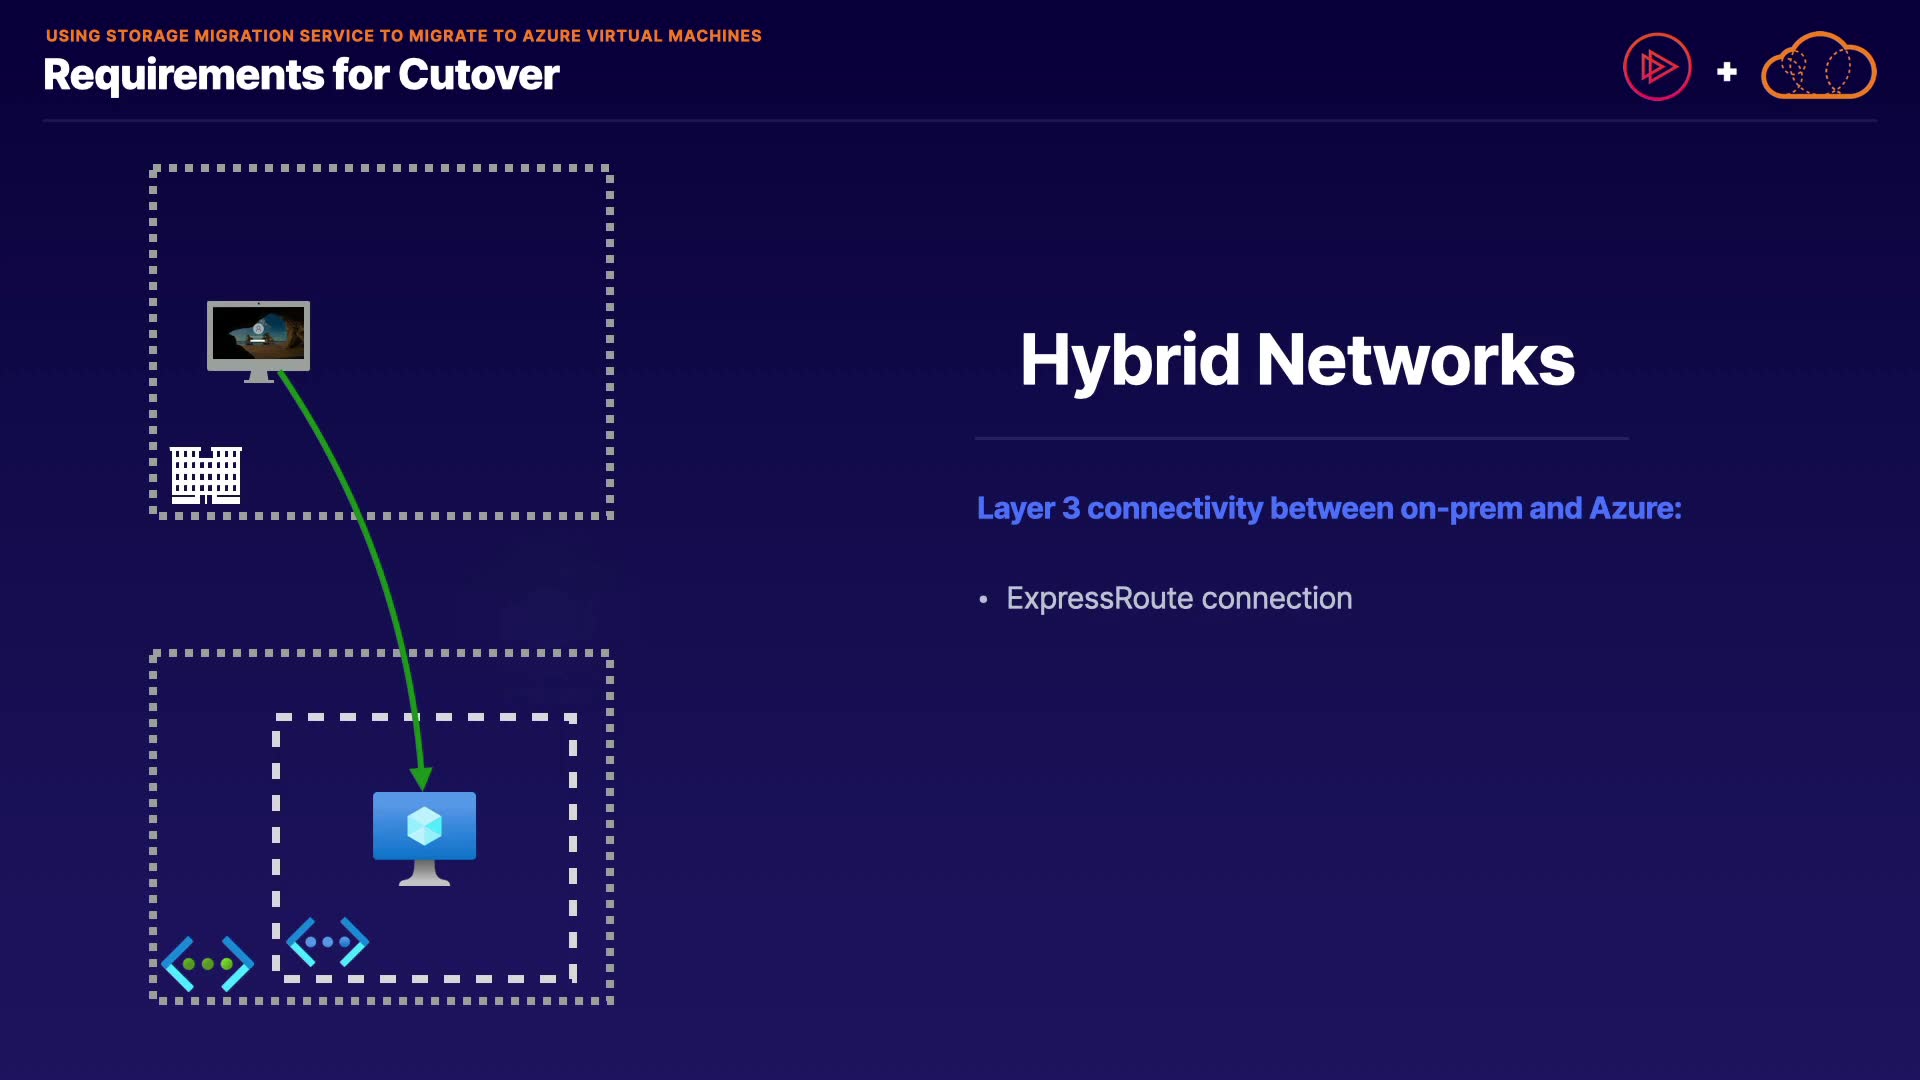 USING STORAGE MIGRATION SERVICE TO MIGRATE TO AZURE VIRTUAL MACHINES
Requirements for Cutover
+
Hybrid Networks
Layer 3 connectivity between on-prem and Azure:
• ExpressRoute connection